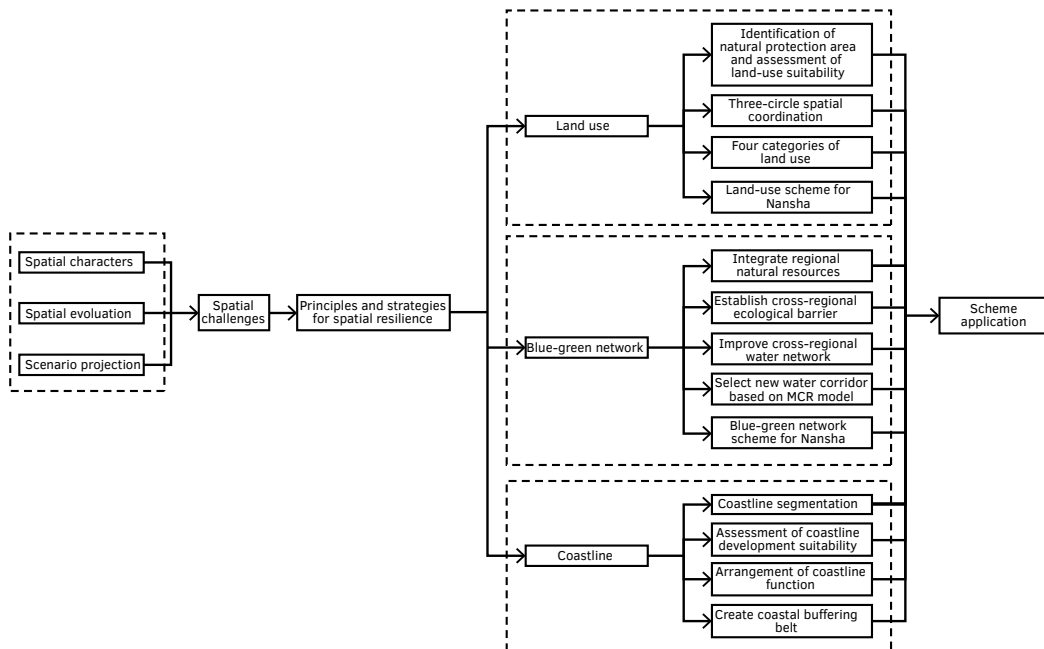 Spatial characters
Spatial evaluation
Scenario projection
Spatial
challenges
Principles and strategies
for spatial resilience
Land use
Identification of
natural protection area
and assessment of
land-use suitability
Three-circle spatial
coordination
Four categories of
land use
Land-use scheme for
Nansha
Blue-green network
Integrate regional
natural resources
Establish cross-regional
ecological barrier
Improve cross-regional
water network
Select new water corridor
based on MCR model
Blue-green network
scheme for Nansha
Coastline
Coastline segmentation
Assessment of coastline
development suitability
Arrangement of coastline
function
Create coastal buffering
belt
Scheme
application